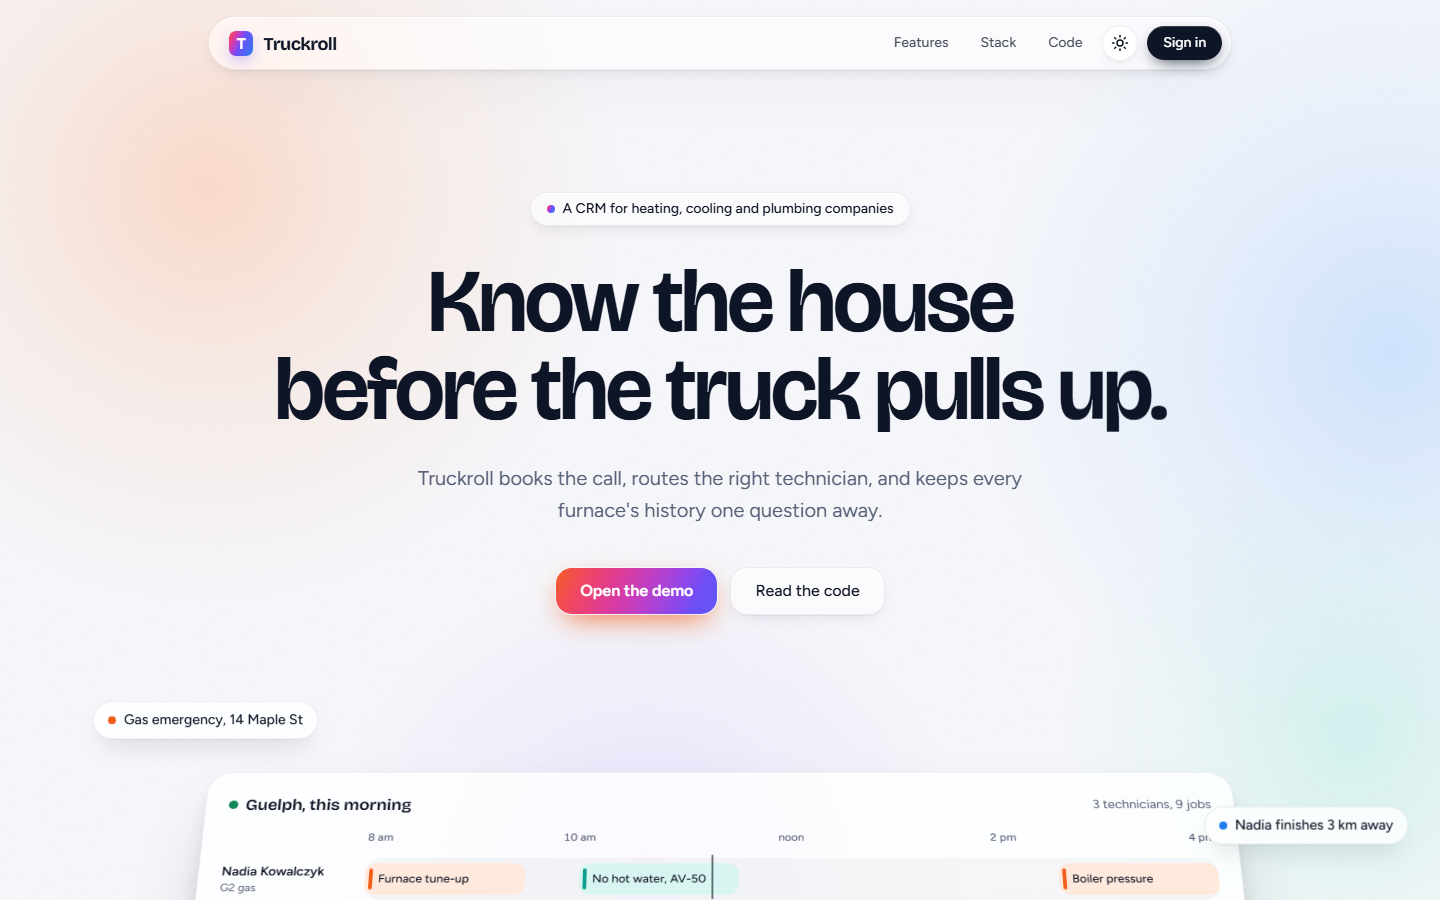 T Truckroll
Features Stack Code Sign in
A CRM for heating, cooling and plumbing companies
Know the house
before the truck pulls up.
Truckroll books the call, routes the right technician, and keeps every
furnace's history one question away.
Open the demo Read the code
Gas emergency, 14 Maple St
Guelph, this morning 3 technicians, 9 jobs
Nadia finishes 3 km away
8 am 10 am noon 2 pm 4 pm
Nadia Kowalczyk
G2 gas
Furnace tune-up No hot water, AV-50 Boiler pressure